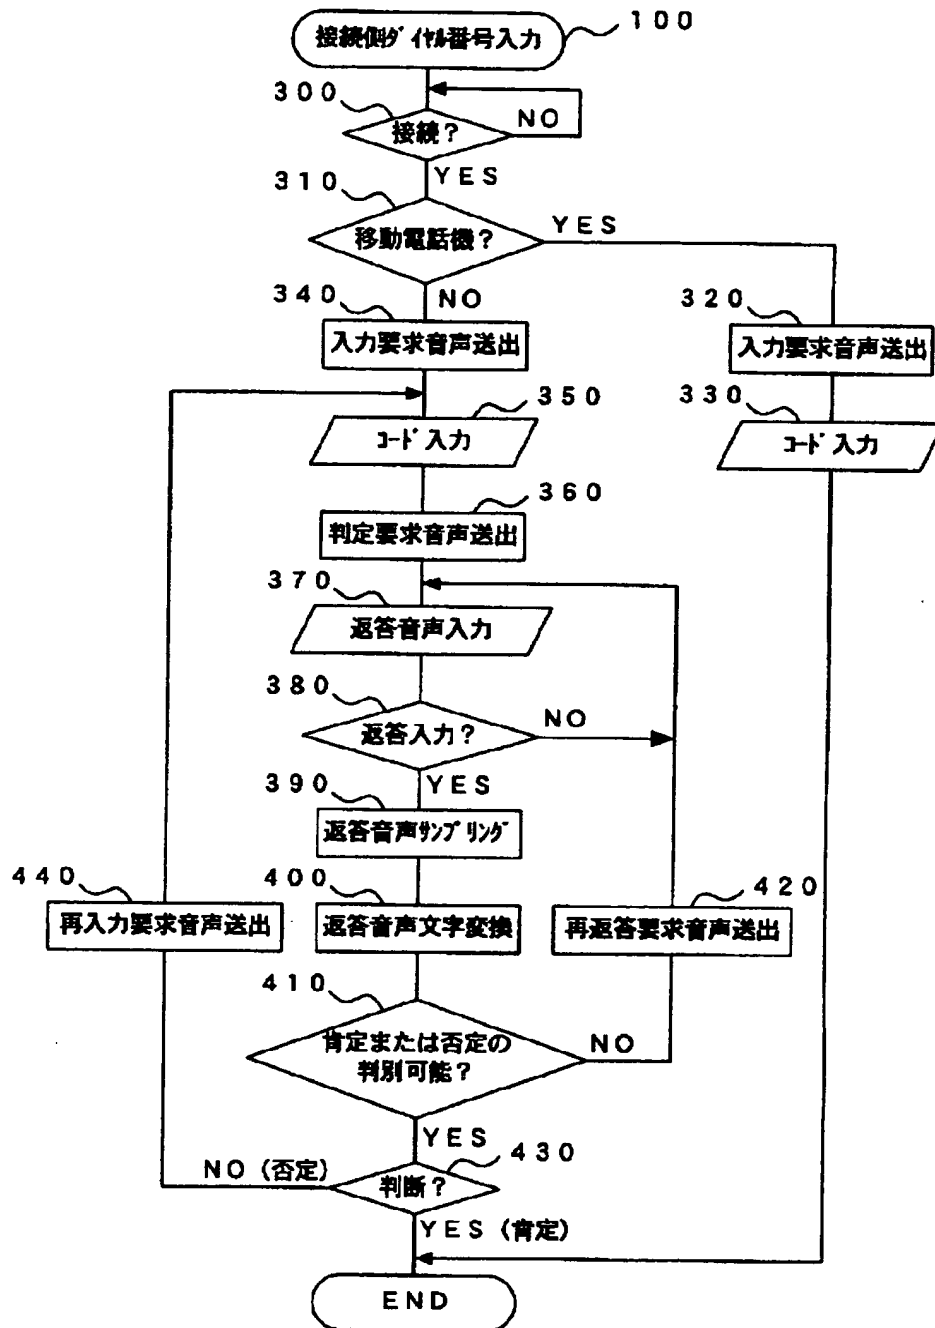 100
接続側ﾀﾞｲﾔﾙ番号入力
300
NO
接続？
YES
310
移動電話機？
YES
NO
340
入力要求音声送出
320
入力要求音声送出
350
ｺｰﾄﾞ入力
330
ｺｰﾄﾞ入力
360
判定要求音声送出
370
返答音声入力
380
返答入力？
NO
YES
390
返答音声ｻﾝﾌﾟﾘﾝｸﾞ
440
再入力要求音声送出
400
返答音声文字変換
420
再返答要求音声送出
410
肯定または否定の
判別可能？
NO
YES
430
NO（否定）
判断？
YES（肯定）
END